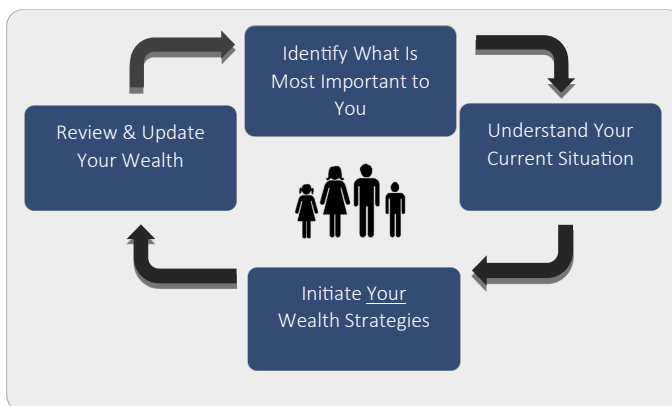 Identify What Is
Most Important to
You
Understand Your
Current Situation
Initiate Your
Wealth Strategies
Review & Update
Your Wealth